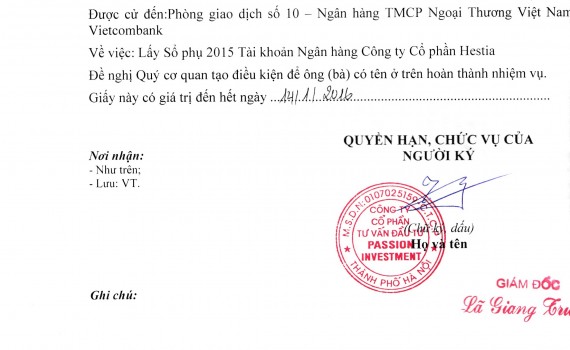 Được cử đến:Phòng giao dịch số 10 – Ngân hàng TMCP Ngoại Thương Việt Nam
Vietcombank
Về việc: Lấy Sổ phụ 2015 Tài khoản Ngân hàng Công ty Cổ phần Hestia
Đề nghị Quý cơ quan tạo điều kiện để ông (bà) có tên ở trên hoàn thành nhiệm vụ.
Giấy này có giá trị đến hết ngày ...14/1/2016...
QUYỀN HẠN, CHỨC VỤ CỦA
NGƯỜI KÝ
Nơi nhận:
- Như trên;
- Lưu: VT.
M.S.D.N:0107025159-C.T.C.P
CÔNG TY
CỔ PHẦN
TƯ VẤN ĐẦU TƯ
PASSION
INVESTMENT
THÀNH PHỐ HÀ NỘI
(Chữ ký, dấu)
Họ và tên
Ghi chú:
GIÁM ĐỐC
Lã Giang